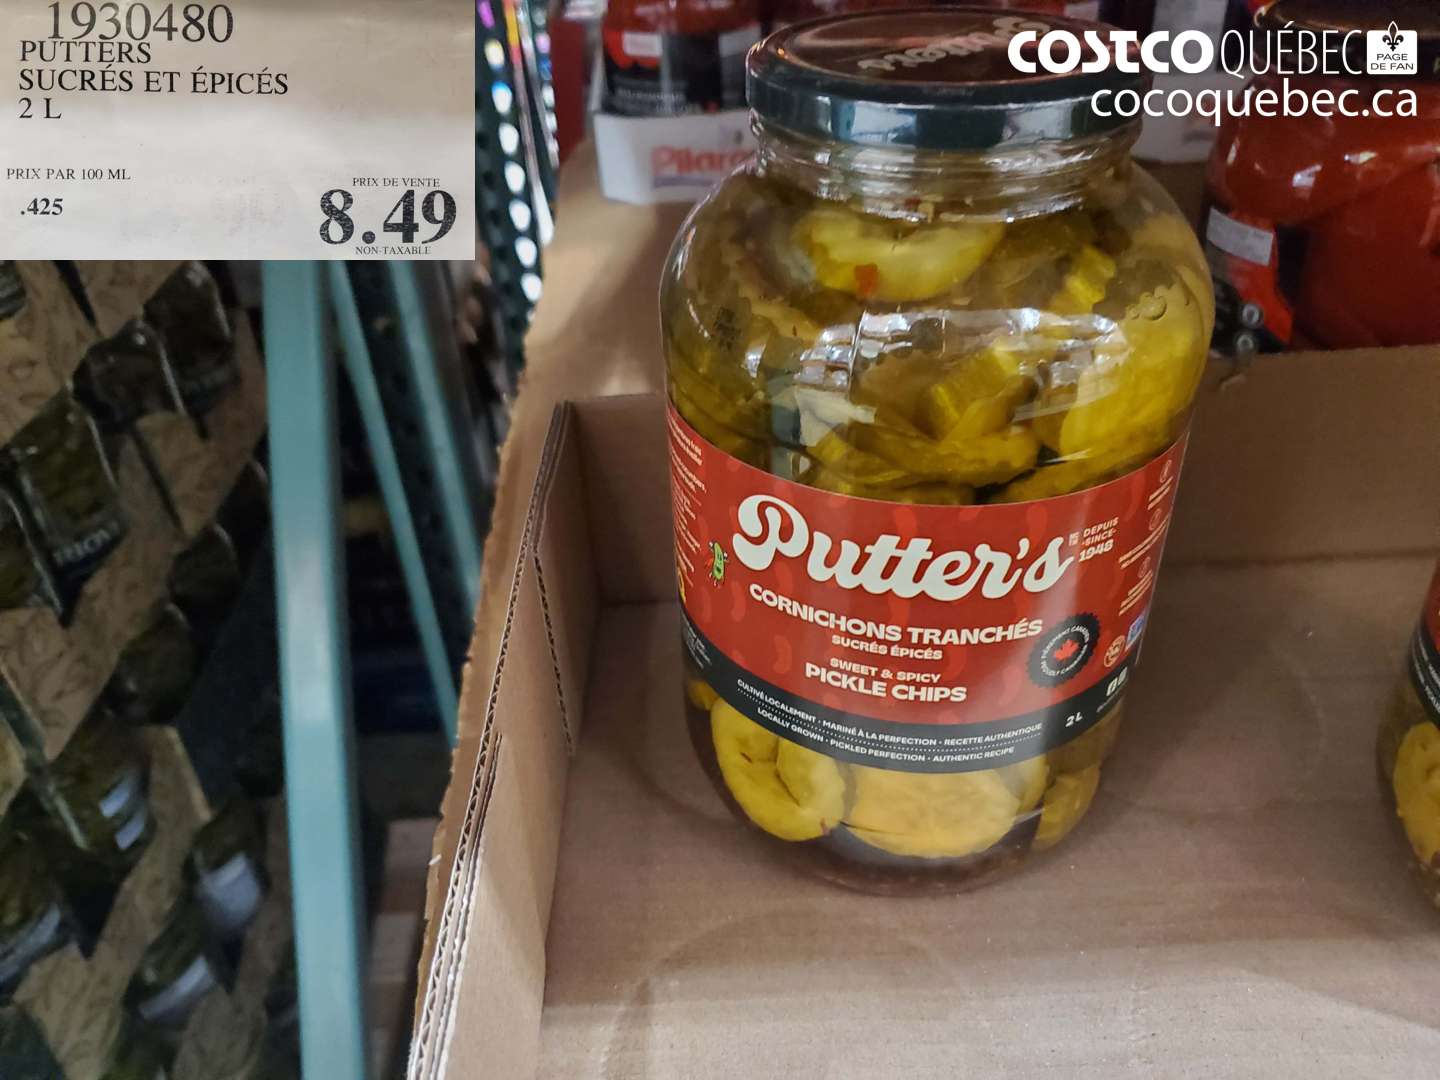 1930480
PUTTERS
SUCRÉS ET ÉPICÉS
2 L
PRIX PAR 100 ML
.425
PRIX DE VENTE
8.49
NON-TAXABLE
COSTCO QUÉBEC
PAGE
DE FAN
cocoquebec.ca
Putter's
Putter's
DEPUIS
-SINCE-
1948
CORNICHONS TRANCHÉS
SUCRÉS ÉPICÉS
SWEET & SPICY
PICKLE CHIPS
CULTIVÉ LOCALEMENT • MARINÉ À LA PERFECTION • RECETTE AUTHENTIQUE
LOCALLY GROWN • PICKLED PERFECTION • AUTHENTIC RECIPE
2 L